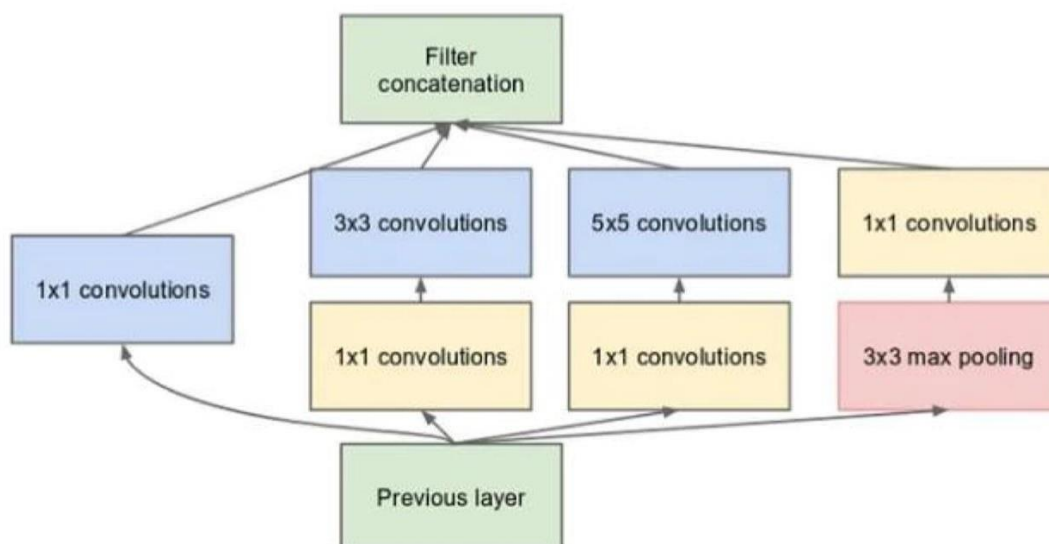 Filter
concatenation
3x3 convolutions
5x5 convolutions
1x1 convolutions
1x1 convolutions
1x1 convolutions
1x1 convolutions
3x3 max pooling
Previous layer